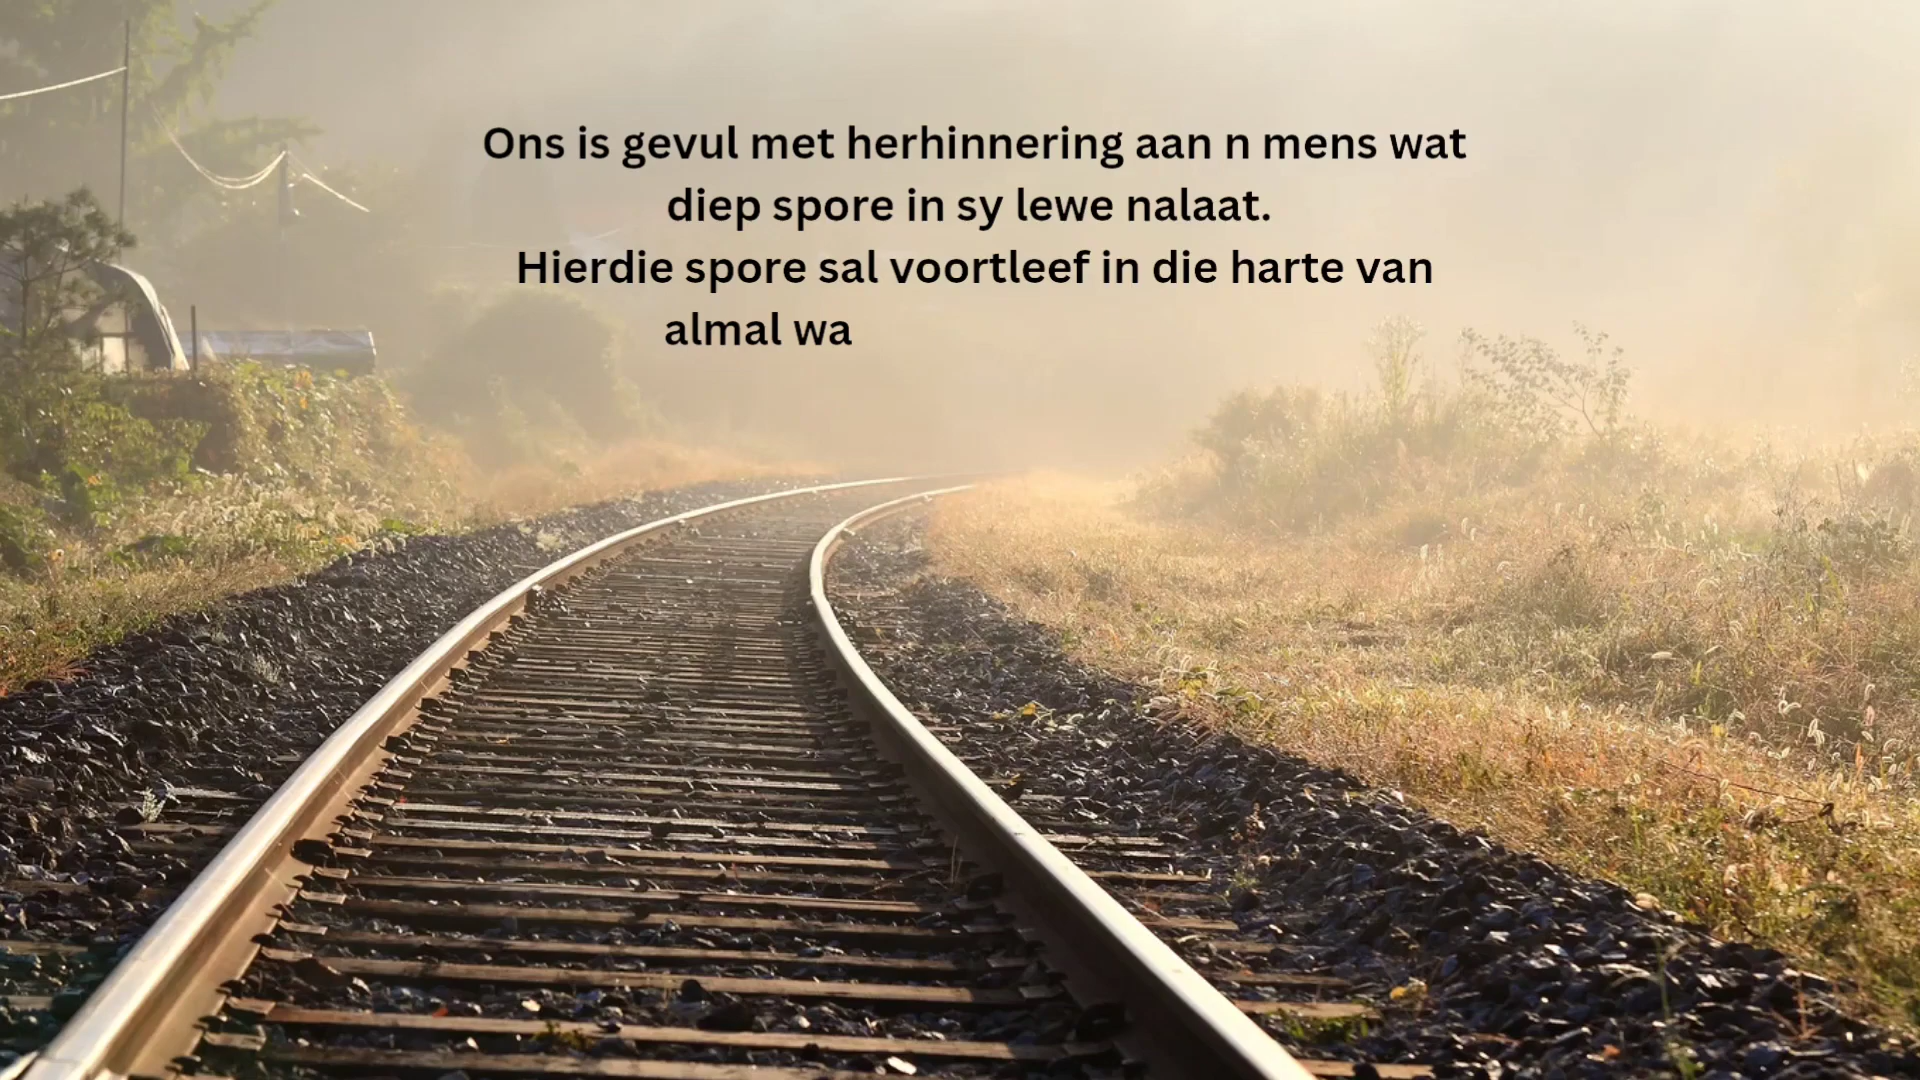 Ons is gevul met herhinnering aan n mens wat
diep spore in sy lewe nalaat.
Hierdie spore sal voortleef in die harte van
almal wa